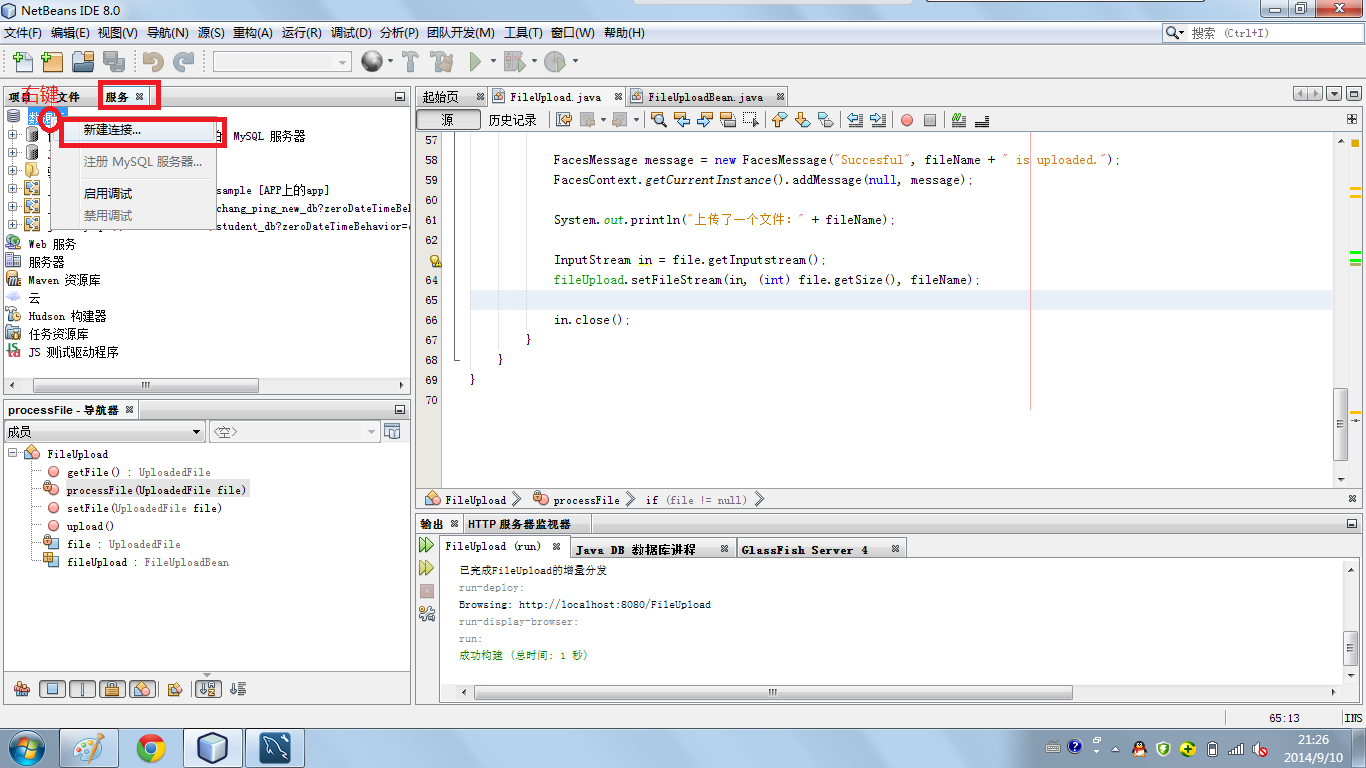 NetBeans IDE 8.0
文件(F) 编辑(E) 视图(V) 导航(N) 源(S) 重构(A) 运行(R) 调试(D) 分析(P) 团队开发(M) 工具(T) 窗口(W) 帮助(H)
搜索 (Ctrl+I)
右键
文件 服务
新建连接...
MySQL 服务器
注册 MySQL 服务器...
启用调试
sample [APP上的app]
禁用调试
chang_ping_new_db?zeroDateTimeBeh
student_db?zeroDateTimeBehavior=
Web 服务
服务器
Maven 资源库
云
Hudson 构建器
任务资源库
JS 测试驱动程序
processFile - 导航器
成员
<空>
FileUpload
getFile() : UploadedFile
processFile(UploadedFile file)
setFile(UploadedFile file)
upload()
file : UploadedFile
fileUpload : FileUploadBean
起始页 FileUpload.java FileUploadBean.java
源 历史记录
57
58 FacesMessage message = new FacesMessage("Succesful", fileName + " is uploaded.");
59 FacesContext.getCurrentInstance().addMessage(null, message);
60
61 System.out.println("上传了一个文件：" + fileName);
62
InputStream in = file.getInputstream();
64 fileUpload.setFileStream(in, (int) file.getSize(), fileName);
65
66 in.close();
67 }
68 }
69 }
70
FileUpload processFile if (file != null)
输出 HTTP 服务器监视器
FileUpload (run) Java DB 数据库进程 GlassFish Server 4
已完成FileUpload的增量分发
run-deploy:
Browsing: http://localhost:8080/FileUpload
run-display-browser:
run:
成功构建 (总时间: 1 秒)
65:13 INS
21:26
2014/9/10